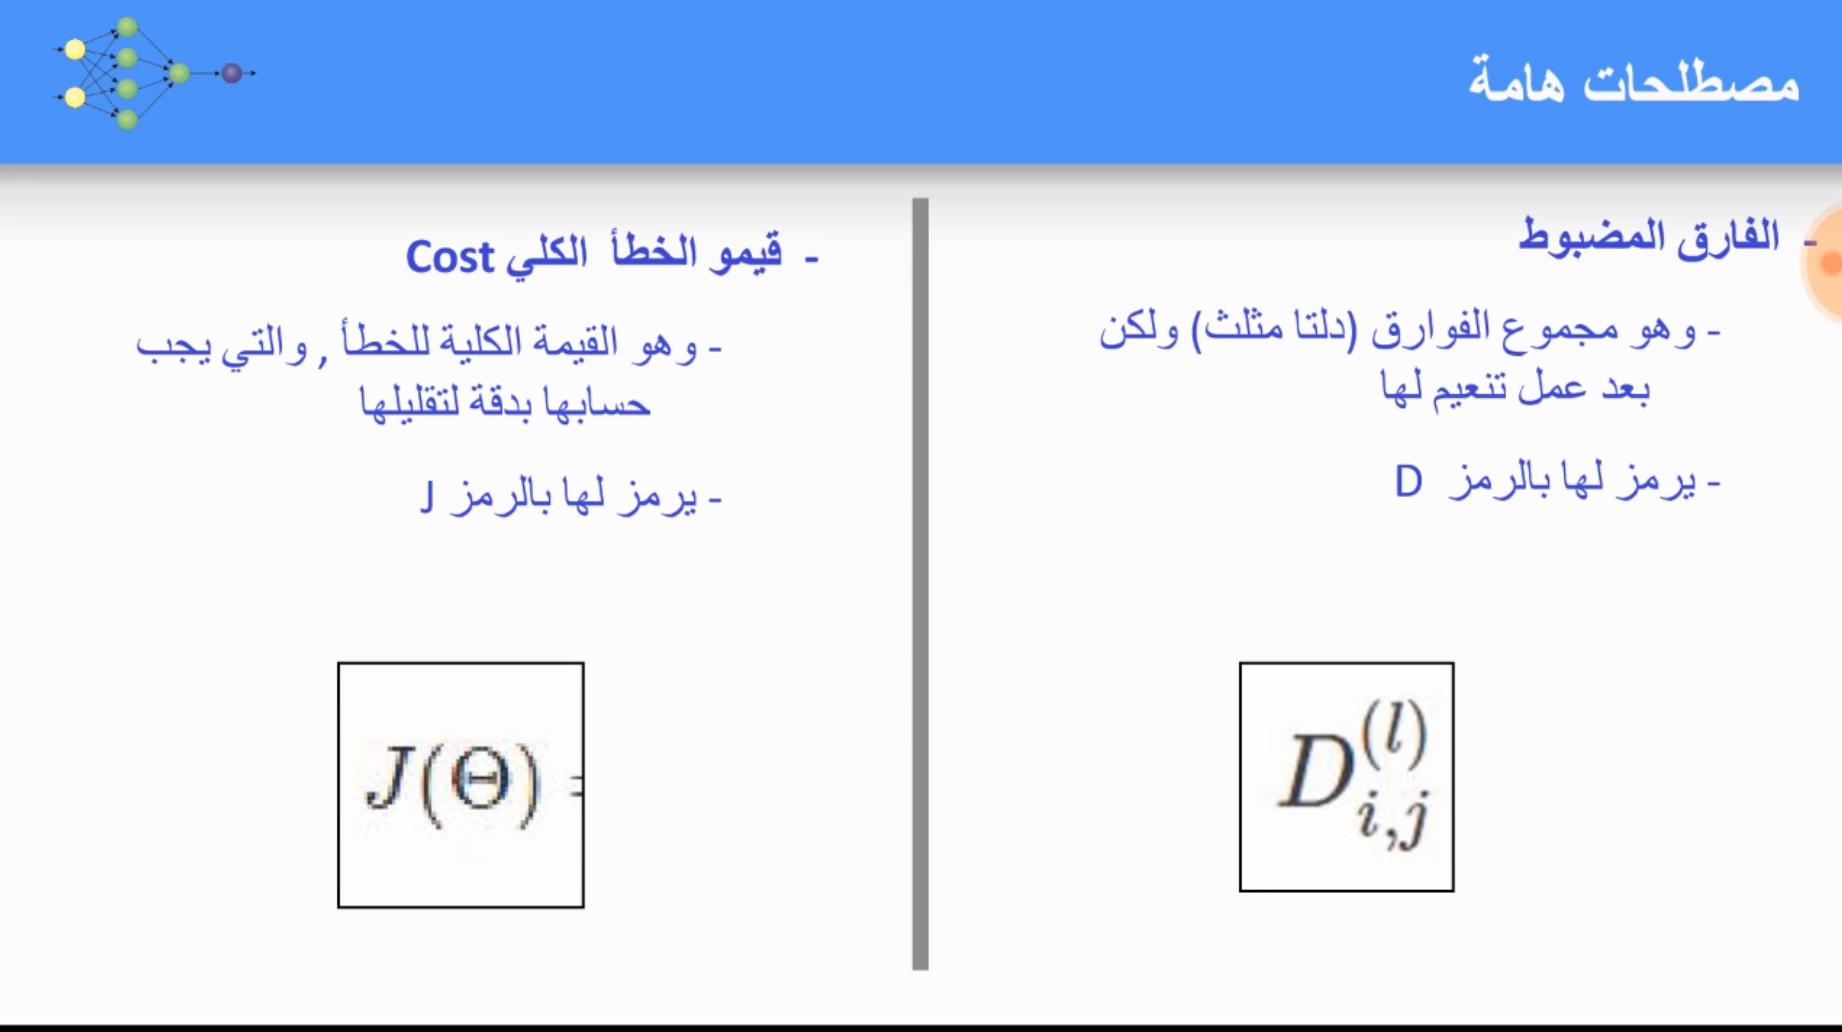 مصطلحات هامة
- الفارق المضبوط
- وهو مجموع الفوارق (دلتا مثلث) ولكن
بعد عمل تنعيم لها
- يرمز لها بالرمز D
D_{i,j}^{(l)}
- قيمو الخطأ الكلي Cost
- وهو القيمة الكلية للخطأ , والتي يجب
حسابها بدقة لتقليلها
- يرمز لها بالرمز J
J(Θ) =